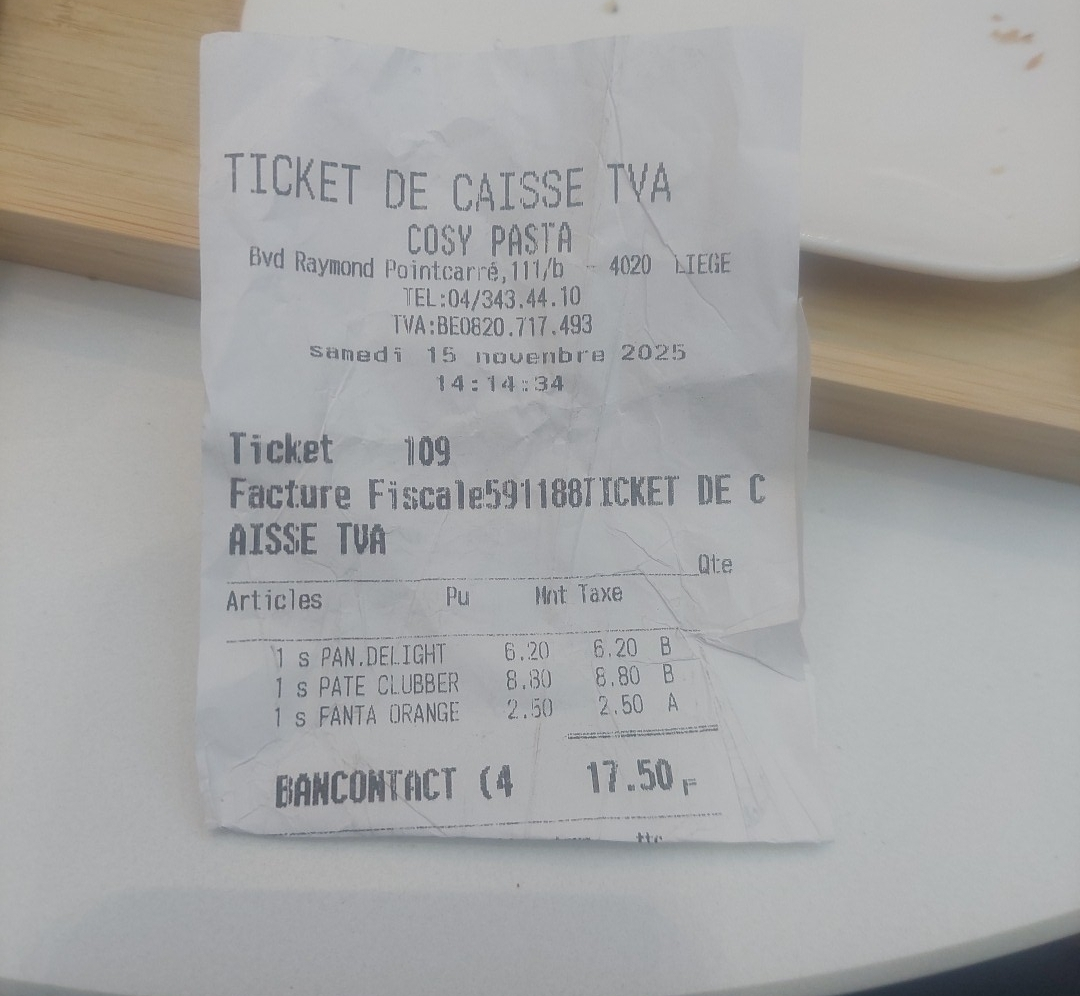 TICKET DE CAISSE TVA
COSY PASTA
Bvd Raymond Pointcarré,111/b - 4020 LIEGE
TEL:04/343.44.10
TVA:BE0820.717.493
samedi 15 novenbre 2025
14:14:34
Ticket 109
Facture Fiscale591188TICKET DE C
AISSE TVA
Qte
Articles Pu Mnt Taxe
1 s PAN.DELIGHT 6.20 6.20 B
1 s PATE CLUBBER 8.80 8.80 B
1 s FANTA ORANGE 2.50 2.50 A
BANCONTACT (4 17.50